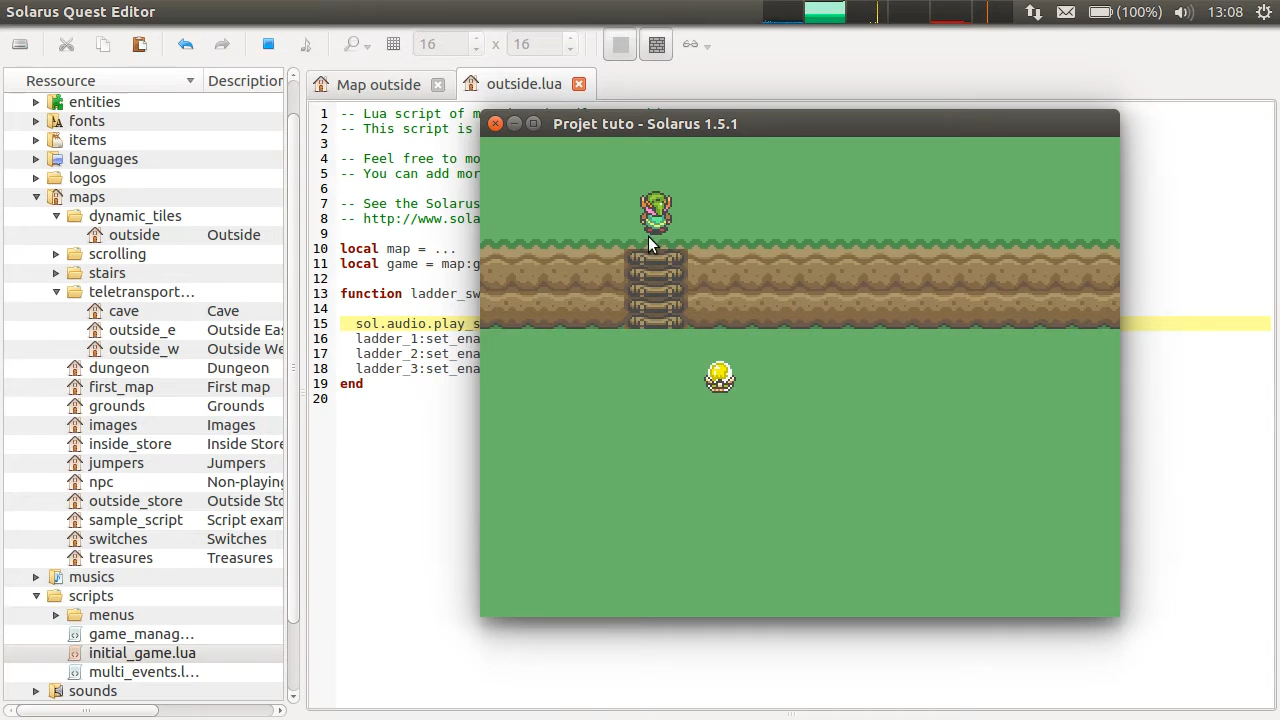 Solarus Quest Editor
(100%)
13:08
16 x 16
Ressource
Description
Map outside
outside.lua
entities
fonts
items
languages
logos
maps
dynamic_tiles
outside Outside
scrolling
stairs
teletransport...
cave Cave
outside_e Outside Eas
outside_w Outside We
dungeon Dungeon
first_map First map
grounds Grounds
images Images
inside_store Inside Store
jumpers Jumpers
npc Non-playing
outside_store Outside Sto
sample_script Script exam
switches Switches
treasures Treasures
musics
scripts
menus
game_manag...
initial_game.lua
multi_events.l...
sounds
1 -- Lua script of m
2 -- This script is
3
4 -- Feel free to mo
5 -- You can add mor
6
7 -- See the Solarus
8 -- http://www.sola
9
10 local map = ...
11 local game = map:g
12
13 function ladder_sw
14
15 sol.audio.play_s
16 ladder_1:set_ena
17 ladder_2:set_ena
18 ladder_3:set_ena
19 end
20
Projet tuto - Solarus 1.5.1